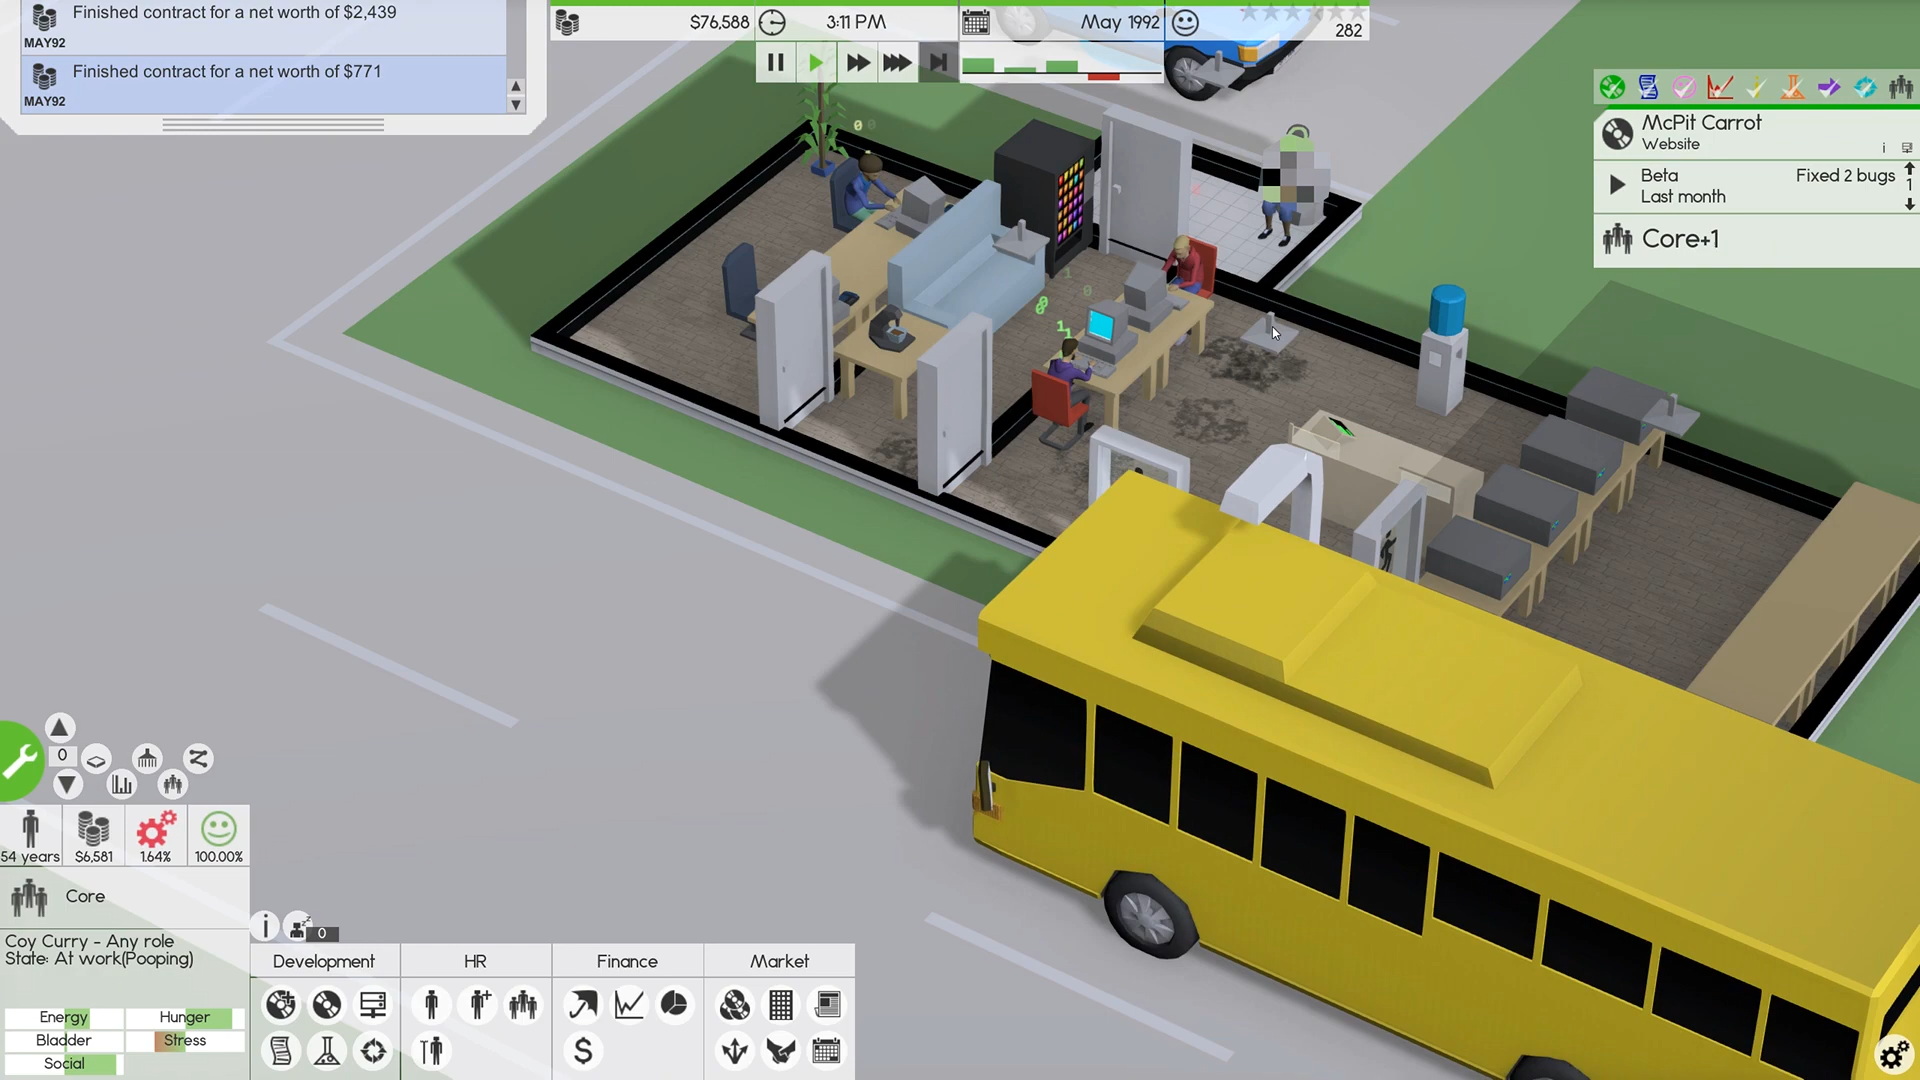 Finished contract for a net worth of $2,439
MAY92
Finished contract for a net worth of $771
MAY92
$76,588
3:11 PM
May 1992
282
McPit Carrot
Website
i
Beta
Fixed 2 bugs
Last month
1
Core+1
0
54 years
$6,581
1.64%
100.00%
Core
Coy Curry - Any role
State: At work(Pooping)
Energy
Hunger
Bladder
Stress
Social
i
0
Development
HR
Finance
Market